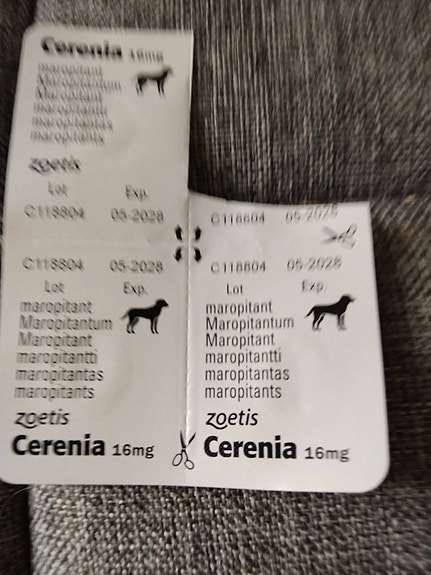 Cerenia 16mg
maropitant
Maropitantum
Maropitant
maropitantti
maropitantas
maropitants
zoetis
Lot Exp.
C118804 05-2028
C118804 05-2028
C118804 05-2028
Lot Exp.
maropitant
Maropitantum
Maropitant
maropitantti
maropitantas
maropitants
zoetis
Cerenia 16mg
C118804 05-2028
Lot Exp.
maropitant
Maropitantum
Maropitant
maropitantti
maropitantas
maropitants
zoetis
Cerenia 16mg